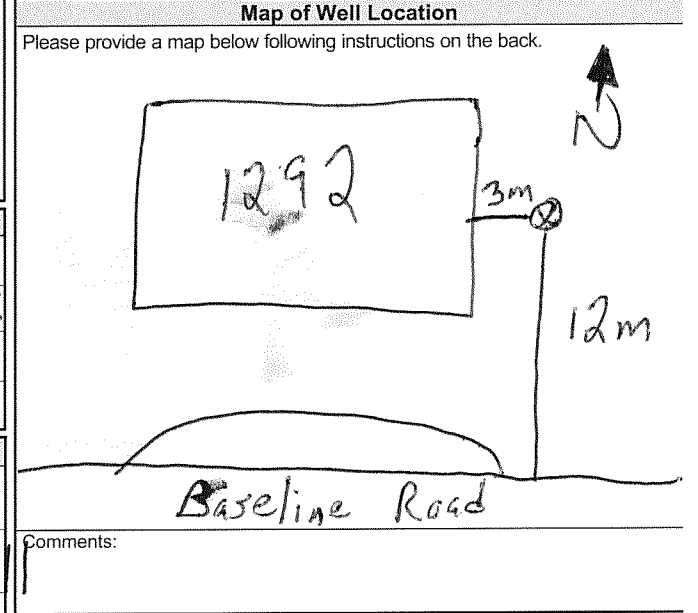 Map of Well Location
Please provide a map below following instructions on the back.
N
1292
3m
12m
Baseline Road
Comments: